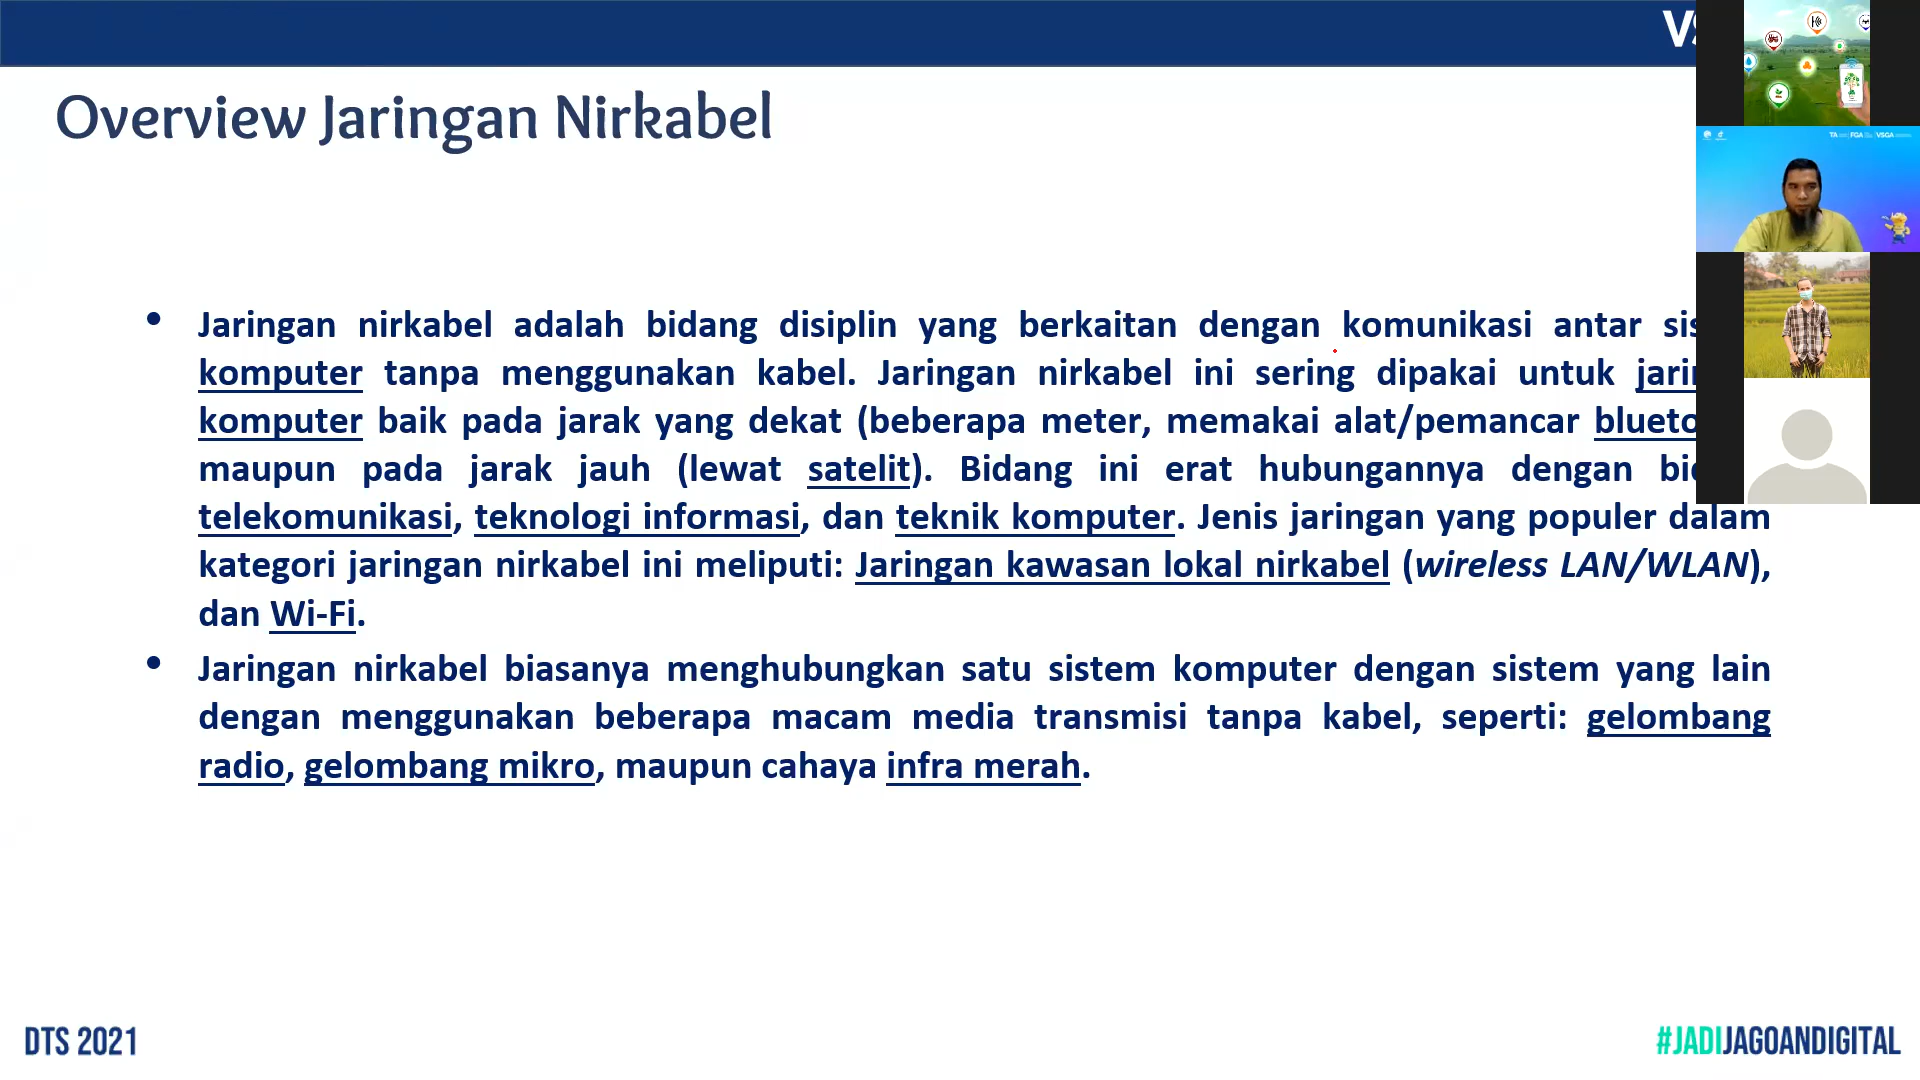 Overview Jaringan Nirkabel
• Jaringan nirkabel adalah bidang disiplin yang berkaitan dengan komunikasi antar
komputer tanpa menggunakan kabel. Jaringan nirkabel ini sering dipakai untuk
komputer baik pada jarak yang dekat (beberapa meter, memakai alat/pemancar
maupun pada jarak jauh (lewat satelit). Bidang ini erat hubungannya dengan
telekomunikasi, teknologi informasi, dan teknik komputer. Jenis jaringan yang populer dalam
kategori jaringan nirkabel ini meliputi: Jaringan kawasan lokal nirkabel (wireless LAN/WLAN),
dan Wi-Fi.
• Jaringan nirkabel biasanya menghubungkan satu sistem komputer dengan sistem yang lain
dengan menggunakan beberapa macam media transmisi tanpa kabel, seperti: gelombang
radio, gelombang mikro, maupun cahaya infra merah.
TA FGA VSGA
DTS 2021
#JADIJAGOANDIGITAL